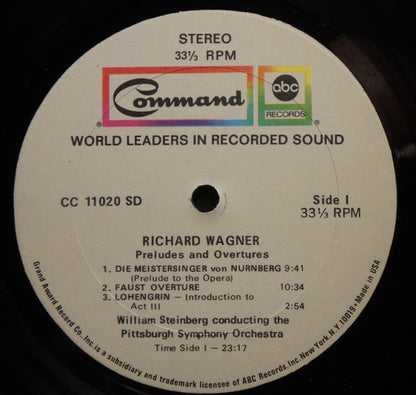 STEREO
33⅓ RPM
Command
abc
RECORDS
WORLD LEADERS IN RECORDED SOUND
CC 11020 SD
Side I
33⅓ RPM
RICHARD WAGNER
Preludes and Overtures
1. DIE MEISTERSINGER von NURNBERG 9:41
(Prelude to the Opera)
2. FAUST OVERTURE 10:34
3. LOHENGRIN — Introduction to
Act III 2:54
William Steinberg conducting the
Pittsburgh Symphony Orchestra
Time Side I - 23:17
Grand Award Record Co., Inc. is a subsidiary and trademark licensee of ABC Records, Inc. New York, N.Y. 10019 • Made in USA